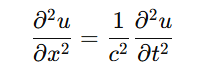 ∂²u/∂x² = 1/c² ∂²u/∂t²